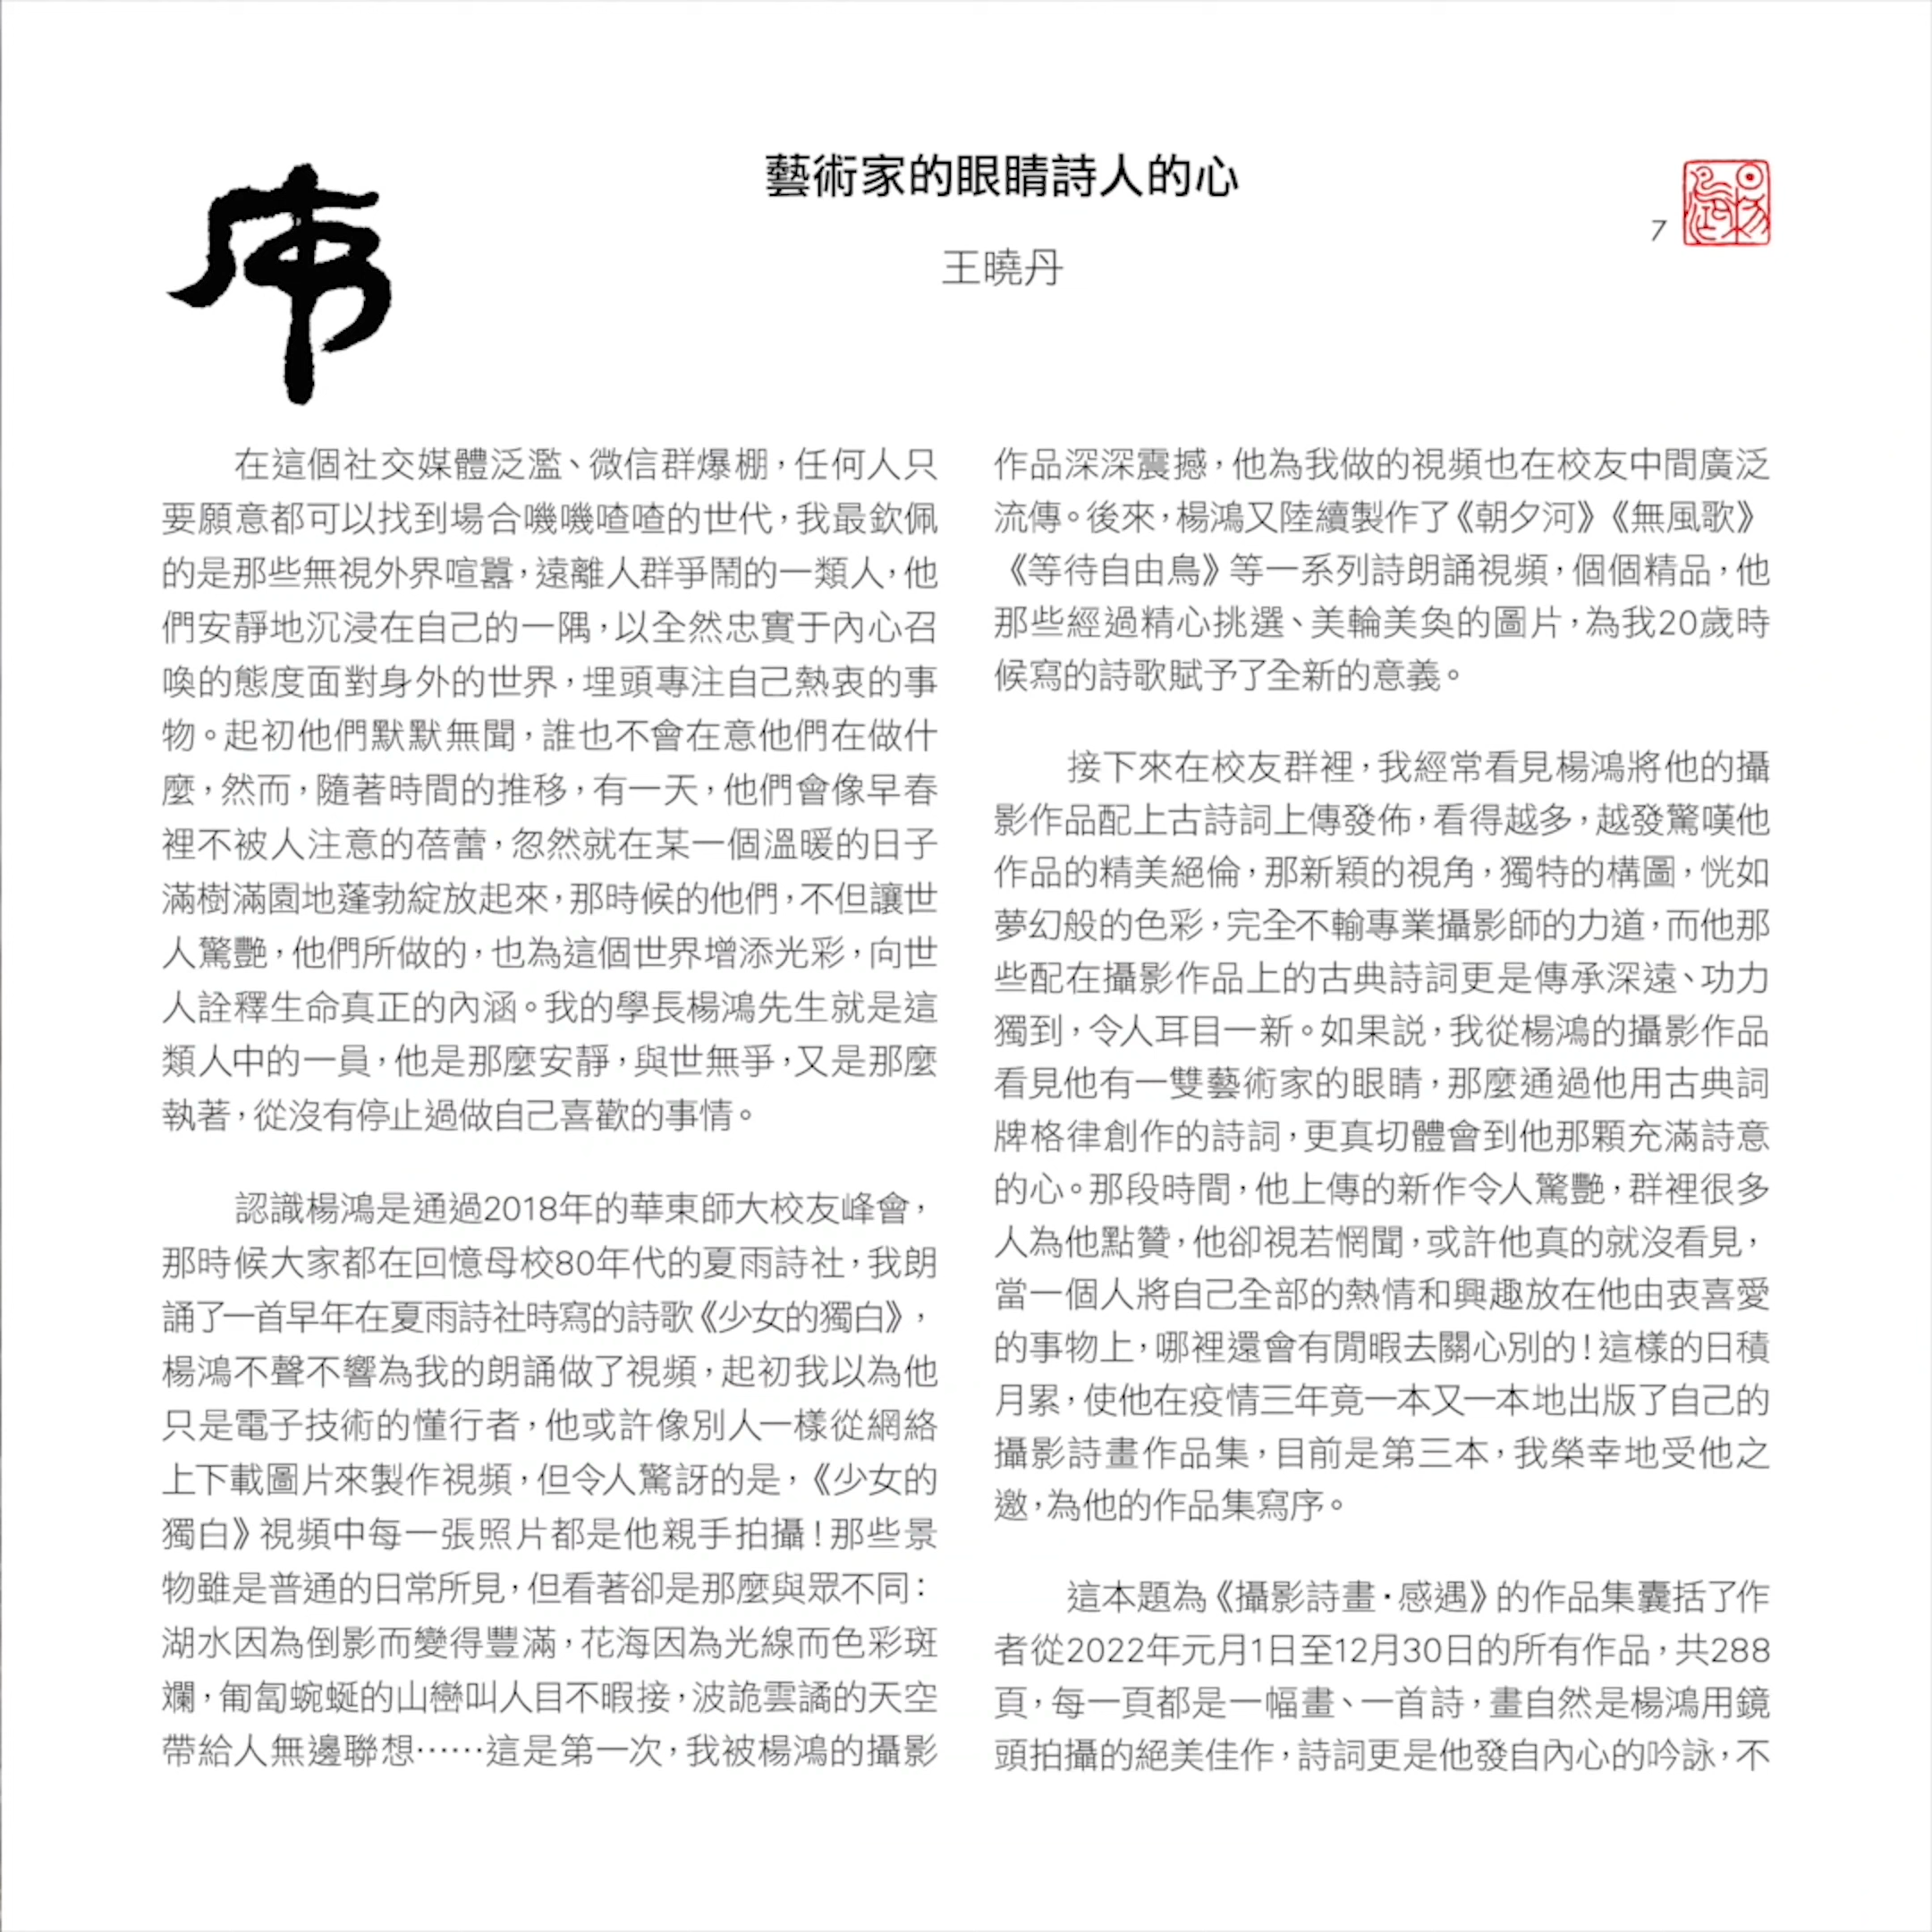 藝術家的眼睛詩人的心
王曉丹
7
在這個社交媒體泛濫、微信群爆棚，任何人只
要願意都可以找到場合嘰嘰喳喳的世代，我最欽佩
的是那些無視外界喧囂，遠離人群爭鬧的一類人，他
們安靜地沉浸在自己的一隅，以全然忠實于內心召
喚的態度面對身外的世界，埋頭專注自己熱衷的事
物。起初他們默默無聞，誰也不會在意他們在做什
麼，然而，隨著時間的推移，有一天，他們會像早春
裡不被人注意的蓓蕾，忽然就在某一個溫暖的日子
滿樹滿園地蓬勃綻放起來，那時候的他們，不但讓世
人驚艷，他們所做的，也為這個世界增添光彩，向世
人詮釋生命真正的內涵。我的學長楊鴻先生就是這
類人中的一員，他是那麼安靜，與世無爭，又是那麼
執著，從沒有停止過做自己喜歡的事情。
認識楊鴻是通過2018年的華東師大校友峰會，
那時候大家都在回憶母校80年代的夏雨詩社，我朗
誦了一首早年在夏雨詩社時寫的詩歌《少女的獨白》，
楊鴻不聲不響為我的朗誦做了視頻，起初我以為他
只是電子技術的懂行者，他或許像別人一樣從網絡
上下載圖片來製作視頻，但令人驚訝的是，《少女的
獨白》視頻中每一張照片都是他親手拍攝！那些景
物雖是普通的日常所見，但看著卻是那麼與眾不同：
湖水因為倒影而變得豐滿，花海因為光線而色彩斑
斕，匍匐蜿蜒的山巒叫人目不暇接，波詭雲譎的天空
帶給人無邊聯想……這是第一次，我被楊鴻的攝影
作品深深震撼，他為我做的視頻也在校友中間廣泛
流傳。後來，楊鴻又陸續製作了《朝夕河》《無風歌》
《等待自由鳥》等一系列詩朗誦視頻，個個精品，他
那些經過精心挑選、美輪美奐的圖片，為我20歲時
候寫的詩歌賦予了全新的意義。
接下來在校友群裡，我經常看見楊鴻將他的攝
影作品配上古詩詞上傳發佈，看得越多，越發驚嘆他
作品的精美絕倫，那新穎的視角，獨特的構圖，恍如
夢幻般的色彩，完全不輸專業攝影師的力道，而他那
些配在攝影作品上的古典詩詞更是傳承深遠、功力
獨到，令人耳目一新。如果説，我從楊鴻的攝影作品
看見他有一雙藝術家的眼睛，那麼通過他用古典詞
牌格律創作的詩詞，更真切體會到他那顆充滿詩意
的心。那段時間，他上傳的新作令人驚艷，群裡很多
人為他點贊，他卻視若惘聞，或許他真的就沒看見，
當一個人將自己全部的熱情和興趣放在他由衷喜愛
的事物上，哪裡還會有閒暇去關心別的！這樣的日積
月累，使他在疫情三年竟一本又一本地出版了自己的
攝影詩畫作品集，目前是第三本，我榮幸地受他之
邀，為他的作品集寫序。
這本題為《攝影詩畫·感遇》的作品集囊括了作
者從2022年元月1日至12月30日的所有作品，共288
頁，每一頁都是一幅畫、一首詩，畫自然是楊鴻用鏡
頭拍攝的絕美佳作，詩詞更是他發自內心的吟詠，不